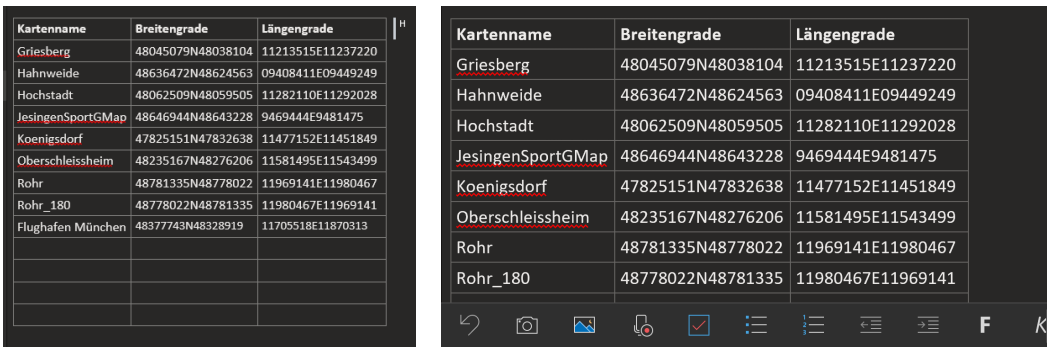 Kartenname Breitengrade Längengrade
Griesberg 48045079N48038104 11213515E11237220
Hahnweide 48636472N48624563 09408411E09449249
Hochstadt 48062509N48059505 11282110E11292028
JesingenSportGMap 48646944N48643228 9469444E9481475
Koenigsdorf 47825151N47832638 11477152E11451849
Oberschleissheim 48235167N48276206 11581495E11543499
Rohr 48781335N48778022 11969141E11980467
Rohr_180 48778022N48781335 11980467E11969141
Flughafen München 48377743N48328919 11705518E11870313
H
Kartenname Breitengrade Längengrade
Griesberg 48045079N48038104 11213515E11237220
Hahnweide 48636472N48624563 09408411E09449249
Hochstadt 48062509N48059505 11282110E11292028
JesingenSportGMap 48646944N48643228 9469444E9481475
Koenigsdorf 47825151N47832638 11477152E11451849
Oberschleissheim 48235167N48276206 11581495E11543499
Rohr 48781335N48778022 11969141E11980467
Rohr_180 48778022N48781335 11980467E11969141
F K